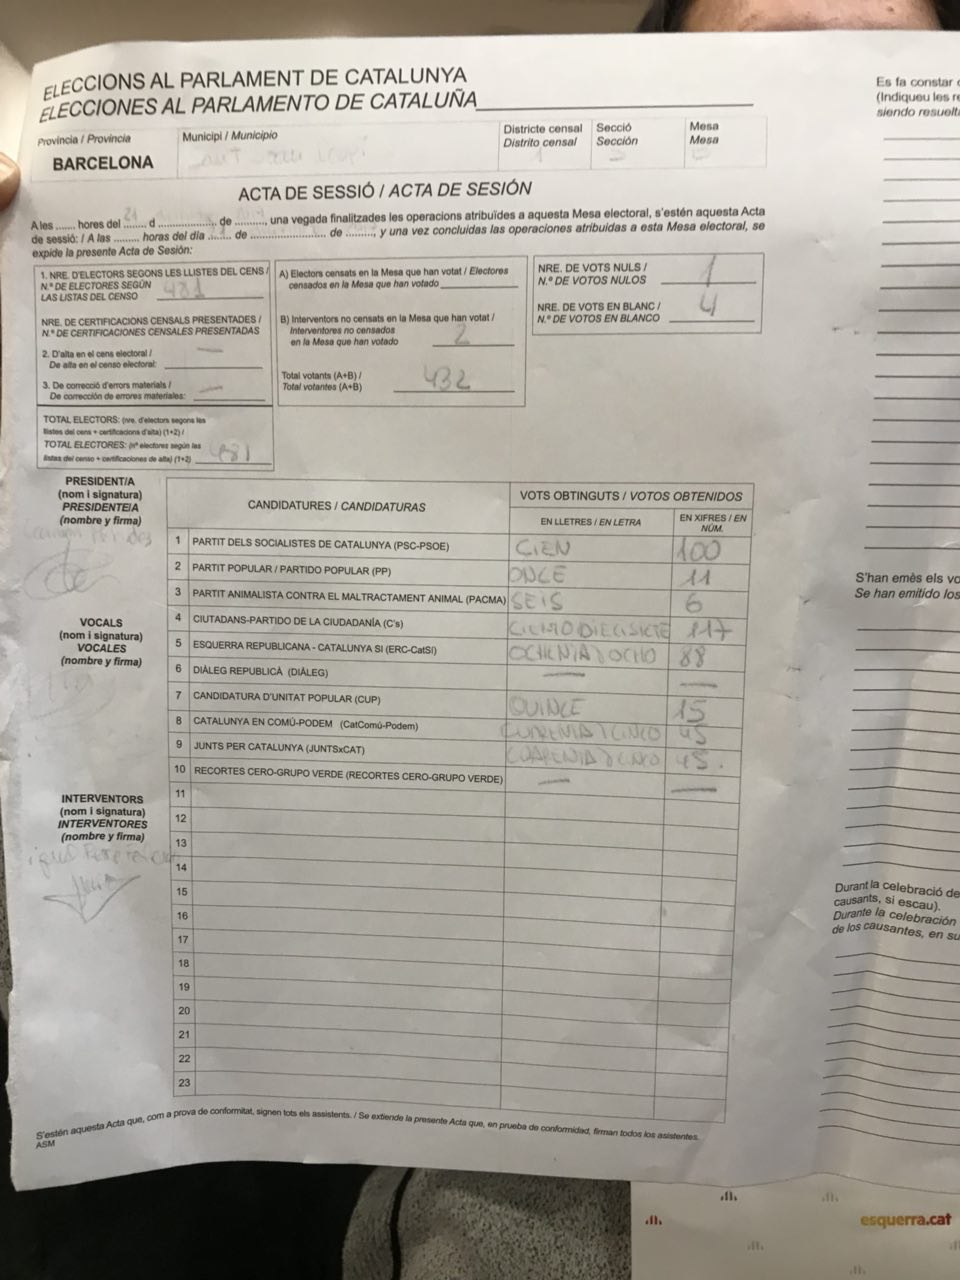 ELECCIONS AL PARLAMENT DE CATALUNYA
ELECCIONES AL PARLAMENTO DE CATALUÑA
Província / Provincia
BARCELONA
Municipi / Municipio
Districte censal
Distrito censal
1
Secció
Sección
Mesa
Mesa
ACTA DE SESSIÓ / ACTA DE SESIÓN
A les ...... hores del 21 d ................. de ........., una vegada finalitzades les operacions atribuïdes a aquesta Mesa electoral, s'estén aquesta Acta
de sessió: / A las ........ horas del día ........ de ...................... de ........, y una vez concluidas las operaciones atribuidas a esta Mesa electoral, se
expide la presente Acta de Sesión:
1. NRE. D'ELECTORS SEGONS LES LLISTES DEL CENS /
N.º DE ELECTORES SEGÚN
LAS LISTAS DEL CENSO 481
NRE. DE CERTIFICACIONS CENSALS PRESENTADES /
N.º DE CERTIFICACIONES CENSALES PRESENTADAS
2. D'alta en el cens electoral /
De alta en el censo electoral:
3. De correcció d'errors materials /
De corrección de errores materiales:
TOTAL ELECTORS: (nre. d'electors segons les
llistes del cens + certificacions d'alta) (1+2) /
TOTAL ELECTORES: (nº electores según las
listas del censo + certificaciones de alta) (1+2) 481
A) Electors censats en la Mesa que han votat / Electores
censados en la Mesa que han votado
B) Interventors no censats en la Mesa que han votat /
Interventores no censados
en la Mesa que han votado 2
Total votants (A+B) /
Total votantes (A+B) 432
NRE. DE VOTS NULS /
N.º DE VOTOS NULOS 1
NRE. DE VOTS EN BLANC /
N.º DE VOTOS EN BLANCO 4
PRESIDENT/A
(nom i signatura)
PRESIDENTE/A
(nombre y firma)
VOCALS
(nom i signatura)
VOCALES
(nombre y firma)
INTERVENTORS
(nom i signatura)
INTERVENTORES
(nombre y firma)
CANDIDATURES / CANDIDATURAS
VOTS OBTINGUTS / VOTOS OBTENIDOS
EN LLETRES / EN LETRA
EN XIFRES / EN
NÚM.
1 PARTIT DELS SOCIALISTES DE CATALUNYA (PSC-PSOE) CIEN 100
2 PARTIT POPULAR / PARTIDO POPULAR (PP) ONCE 11
3 PARTIT ANIMALISTA CONTRA EL MALTRACTAMENT ANIMAL (PACMA) SEIS 6
4 CIUTADANS-PARTIDO DE LA CIUDADANÍA (C's) CIENTO DIECISIETE 117
5 ESQUERRA REPUBLICANA - CATALUNYA SÍ (ERC-CatSí) OCHENTA Y OCHO 88
6 DIÀLEG REPUBLICÀ (DIÀLEG)
7 CANDIDATURA D'UNITAT POPULAR (CUP) QUINCE 15
8 CATALUNYA EN COMÚ-PODEM (CatComú-Podem) 45
9 JUNTS PER CATALUNYA (JUNTSxCAT) 45.
10 RECORTES CERO-GRUPO VERDE (RECORTES CERO-GRUPO VERDE)
11
12
13
14
15
16
17
18
19
20
21
22
23
S'estén aquesta Acta que, com a prova de conformitat, signen tots els assistents. / Se extiende la presente Acta que, en prueba de conformidad, firman todos los asistentes.
ASM
Es fa constar
(Indiqueu les
siendo
S'han emès els
Se han emitido los
Durant la celebració de
causants, si escau).
Durante la celebración
de los causantes, en su
esquerra.cat